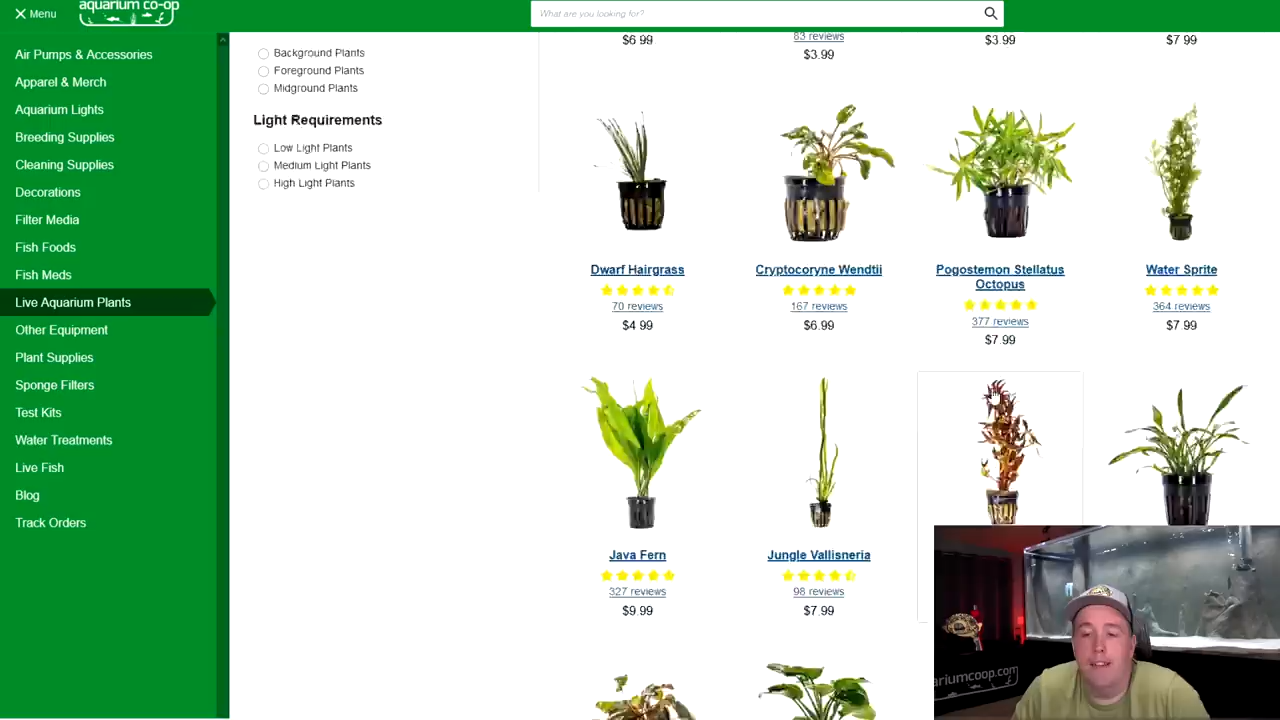 Menu
aquarium co-op
What are you looking for?
Air Pumps & Accessories
Apparel & Merch
Aquarium Lights
Breeding Supplies
Cleaning Supplies
Decorations
Filter Media
Fish Foods
Fish Meds
Live Aquarium Plants
Other Equipment
Plant Supplies
Sponge Filters
Test Kits
Water Treatments
Live Fish
Blog
Track Orders
Background Plants
Foreground Plants
Midground Plants
Light Requirements
Low Light Plants
Medium Light Plants
High Light Plants
$6.99
83 reviews
$3.99
$3.99
$7.99
Dwarf Hairgrass
70 reviews
$4.99
Cryptocoryne Wendtii
167 reviews
$6.99
Pogostemon Stellatus
Octopus
377 reviews
$7.99
Water Sprite
364 reviews
$7.99
Java Fern
327 reviews
$9.99
Jungle Vallisneria
98 reviews
$7.99
ariumcoop.com